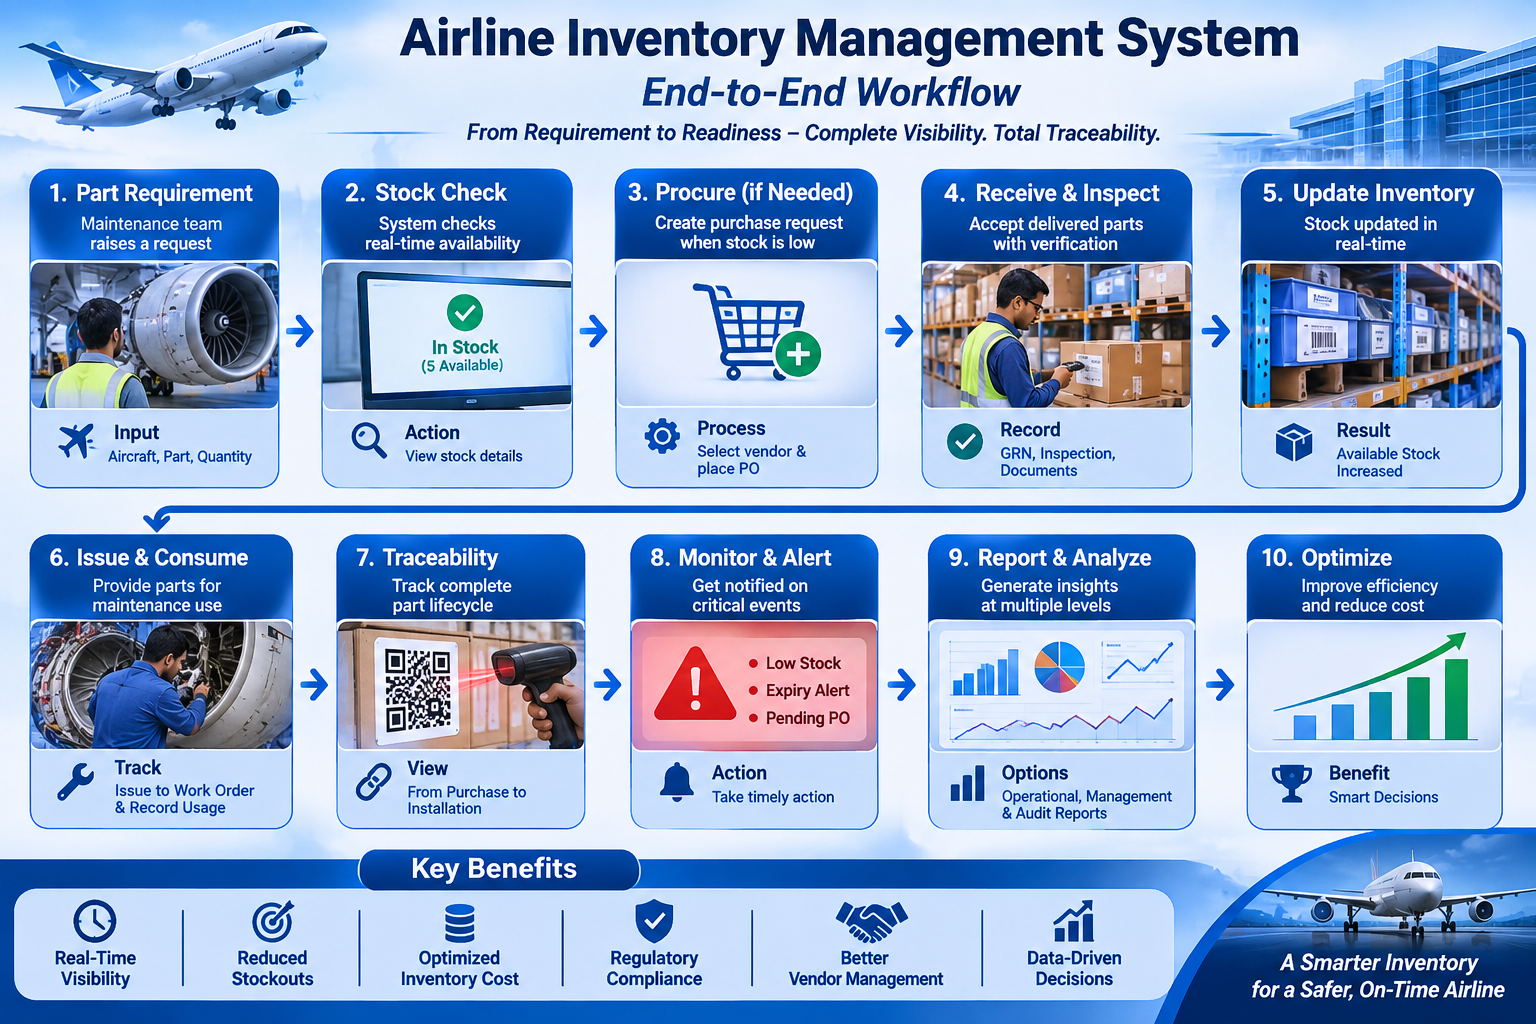 Airline Inventory Management System
End-to-End Workflow
From Requirement to Readiness – Complete Visibility. Total Traceability.
1. Part Requirement
Maintenance team
raises a request
Input
Aircraft, Part, Quantity
2. Stock Check
System checks
real-time availability
In Stock
(5 Available)
Action
View stock details
3. Procure (if Needed)
Create purchase request
when stock is low
Process
Select vendor &
place PO
4. Receive & Inspect
Accept delivered parts
with verification
Record
GRN, Inspection,
Documents
5. Update Inventory
Stock updated in
real-time
Result
Available Stock
Increased
6. Issue & Consume
Provide parts for
maintenance use
Track
Issue to Work Order
& Record Usage
7. Traceability
Track complete
part lifecycle
View
From Purchase to
Installation
8. Monitor & Alert
Get notified on
critical events
• Low Stock
• Expiry Alert
• Pending PO
Action
Take timely action
9. Report & Analyze
Generate insights
at multiple levels
Options
Operational, Management
& Audit Reports
10. Optimize
Improve efficiency
and reduce cost
Benefit
Smart Decisions
Key Benefits
Real-Time
Visibility
Reduced
Stockouts
Optimized
Inventory Cost
Regulatory
Compliance
Better
Vendor Management
Data-Driven
Decisions
A Smarter Inventory
for a Safer, On-Time Airline